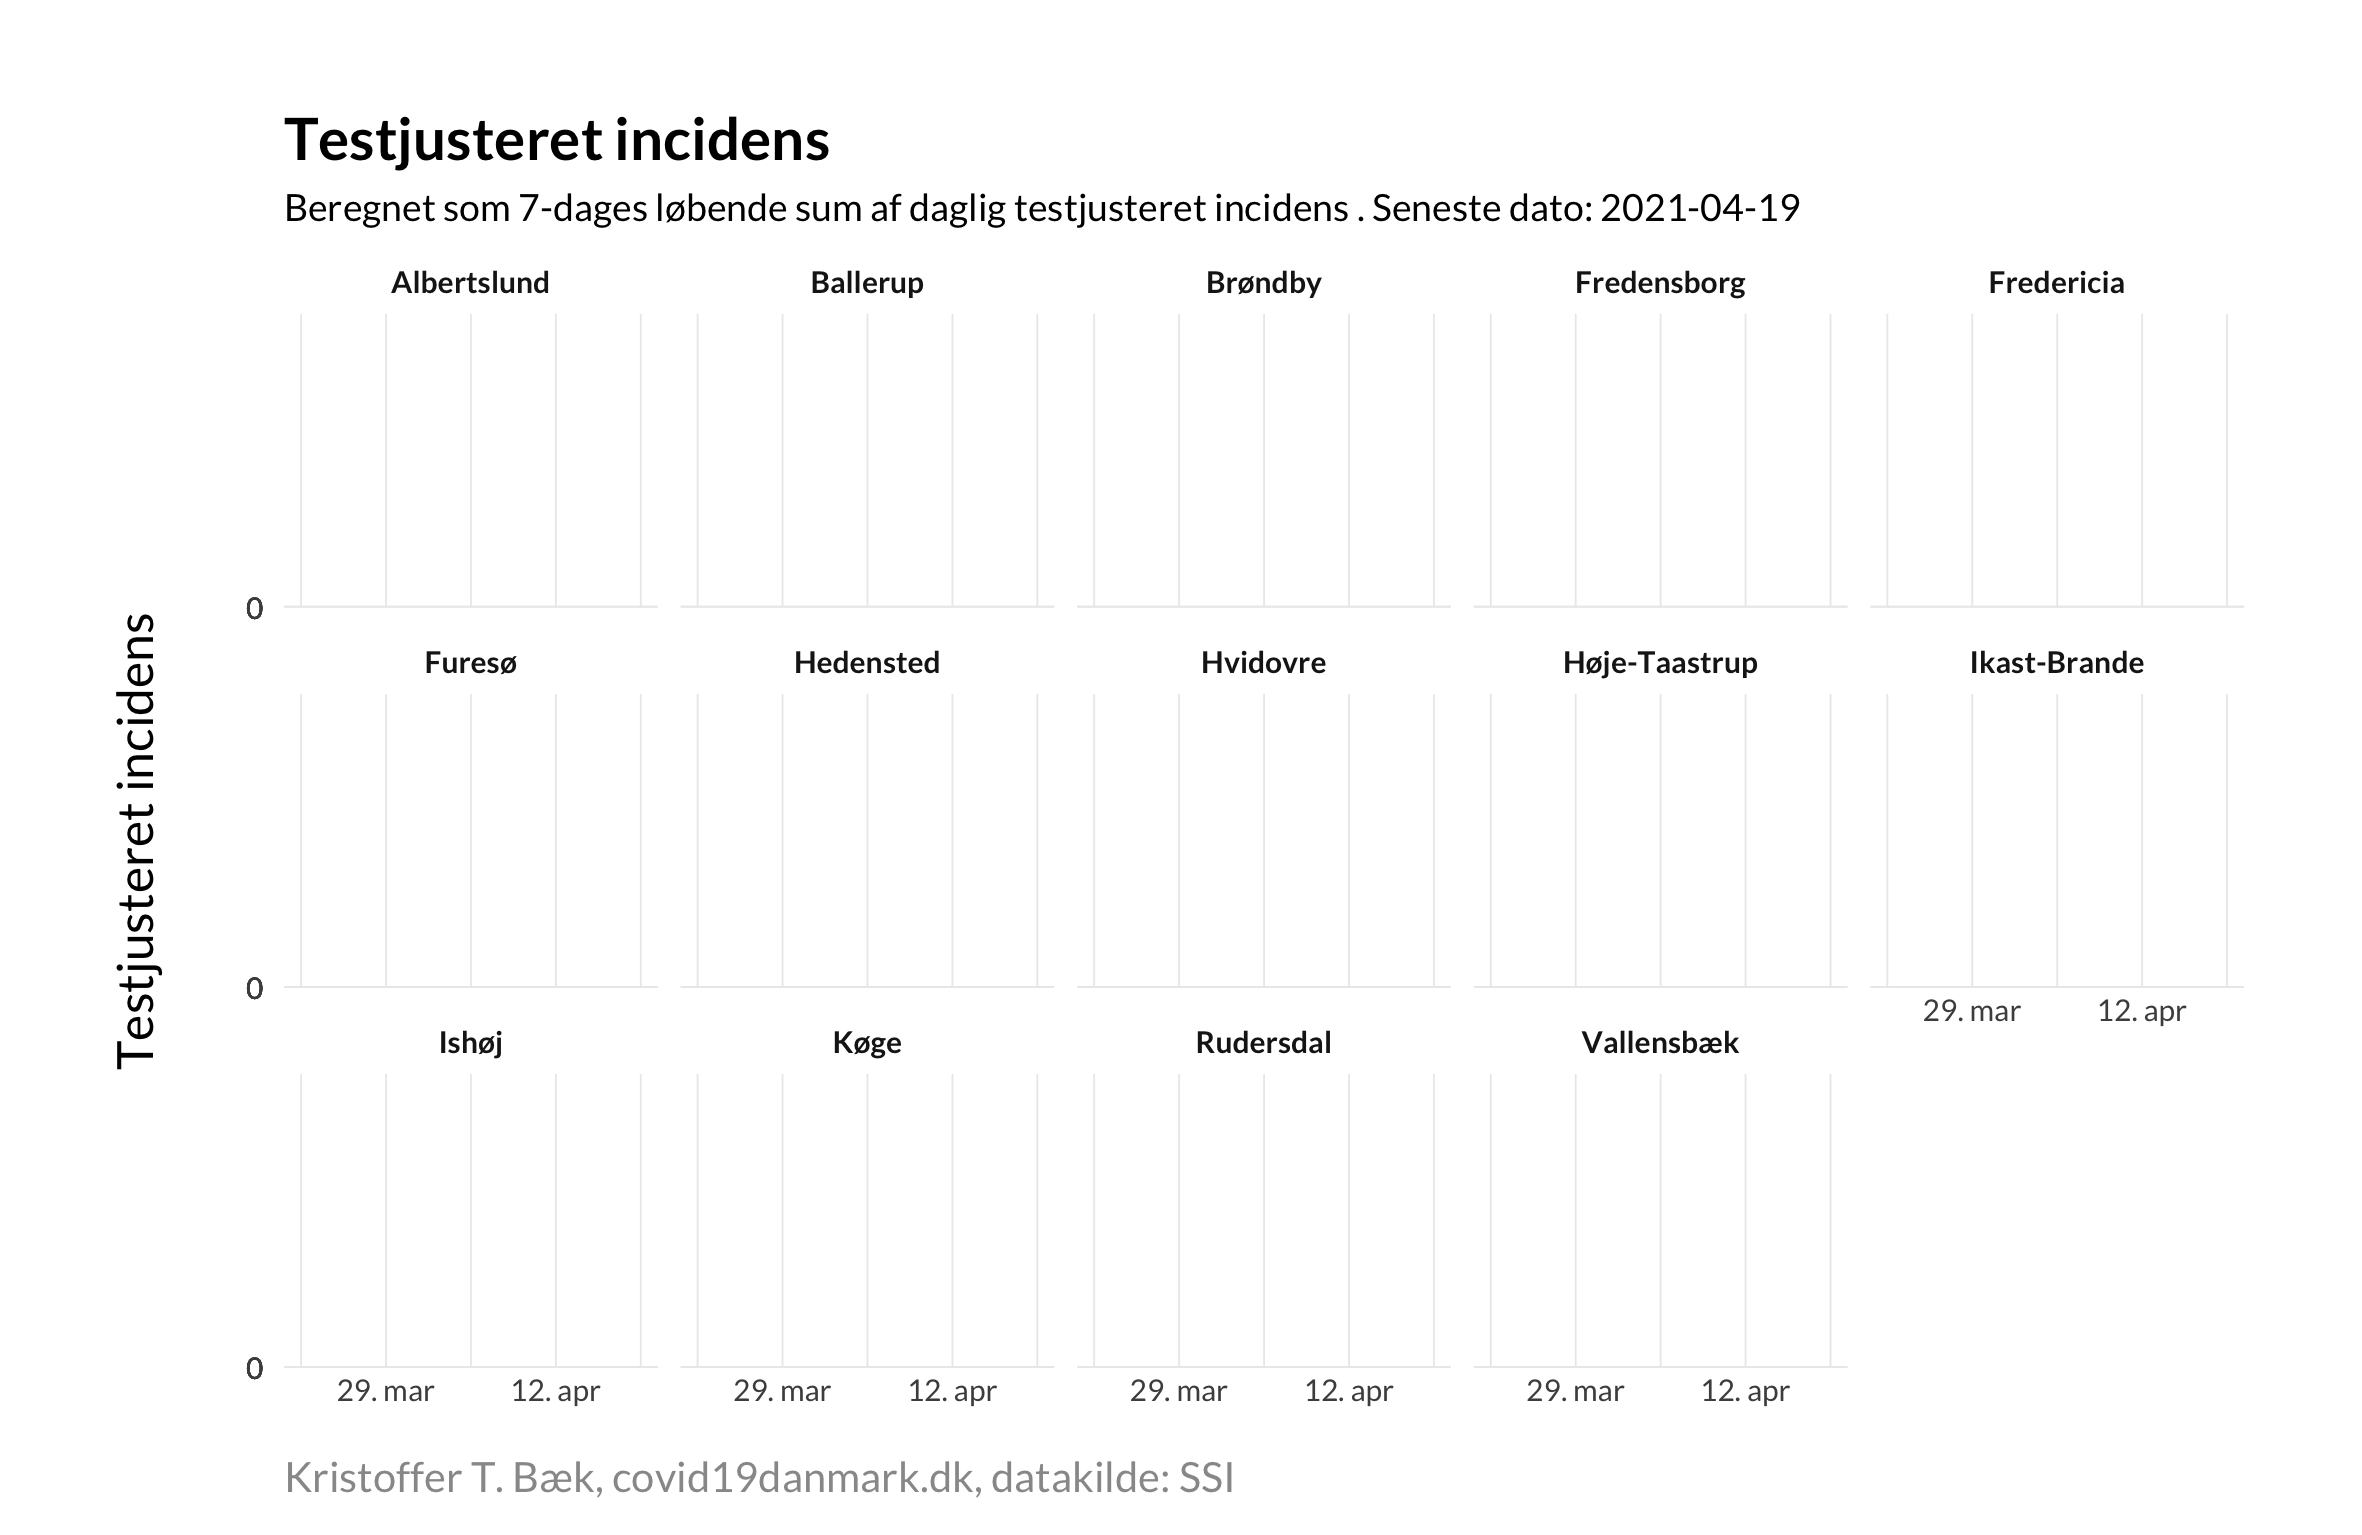 Testjusteret incidens
Beregnet som 7-dages løbende sum af daglig testjusteret incidens . Seneste dato: 2021-04-19
Albertslund Ballerup Brøndby Fredensborg Fredericia
0
Furesø Hedensted Hvidovre Høje-Taastrup Ikast-Brande
0
29. mar 12. apr
Ishøj Køge Rudersdal Vallensbæk
0
29. mar 12. apr 29. mar 12. apr 29. mar 12. apr 29. mar 12. apr
Testjusteret incidens
Kristoffer T. Bæk, covid19danmark.dk, datakilde: SSI